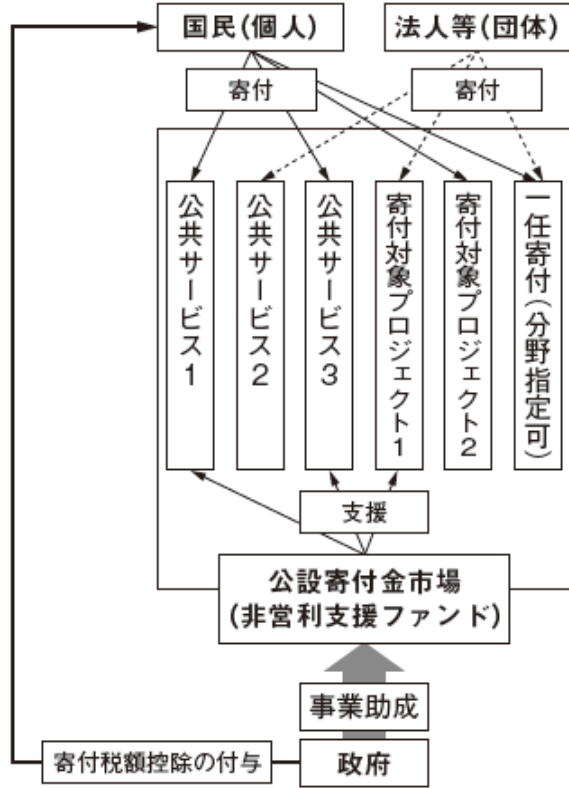 国民(個人)
法人等(団体)
寄付
寄付
公共サービス1
公共サービス2
公共サービス3
寄付対象プロジェクト1
寄付対象プロジェクト2
一任寄付(分野指定可)
支援
公設寄付金市場
(非営利支援ファンド)
事業助成
寄付税額控除の付与
政府